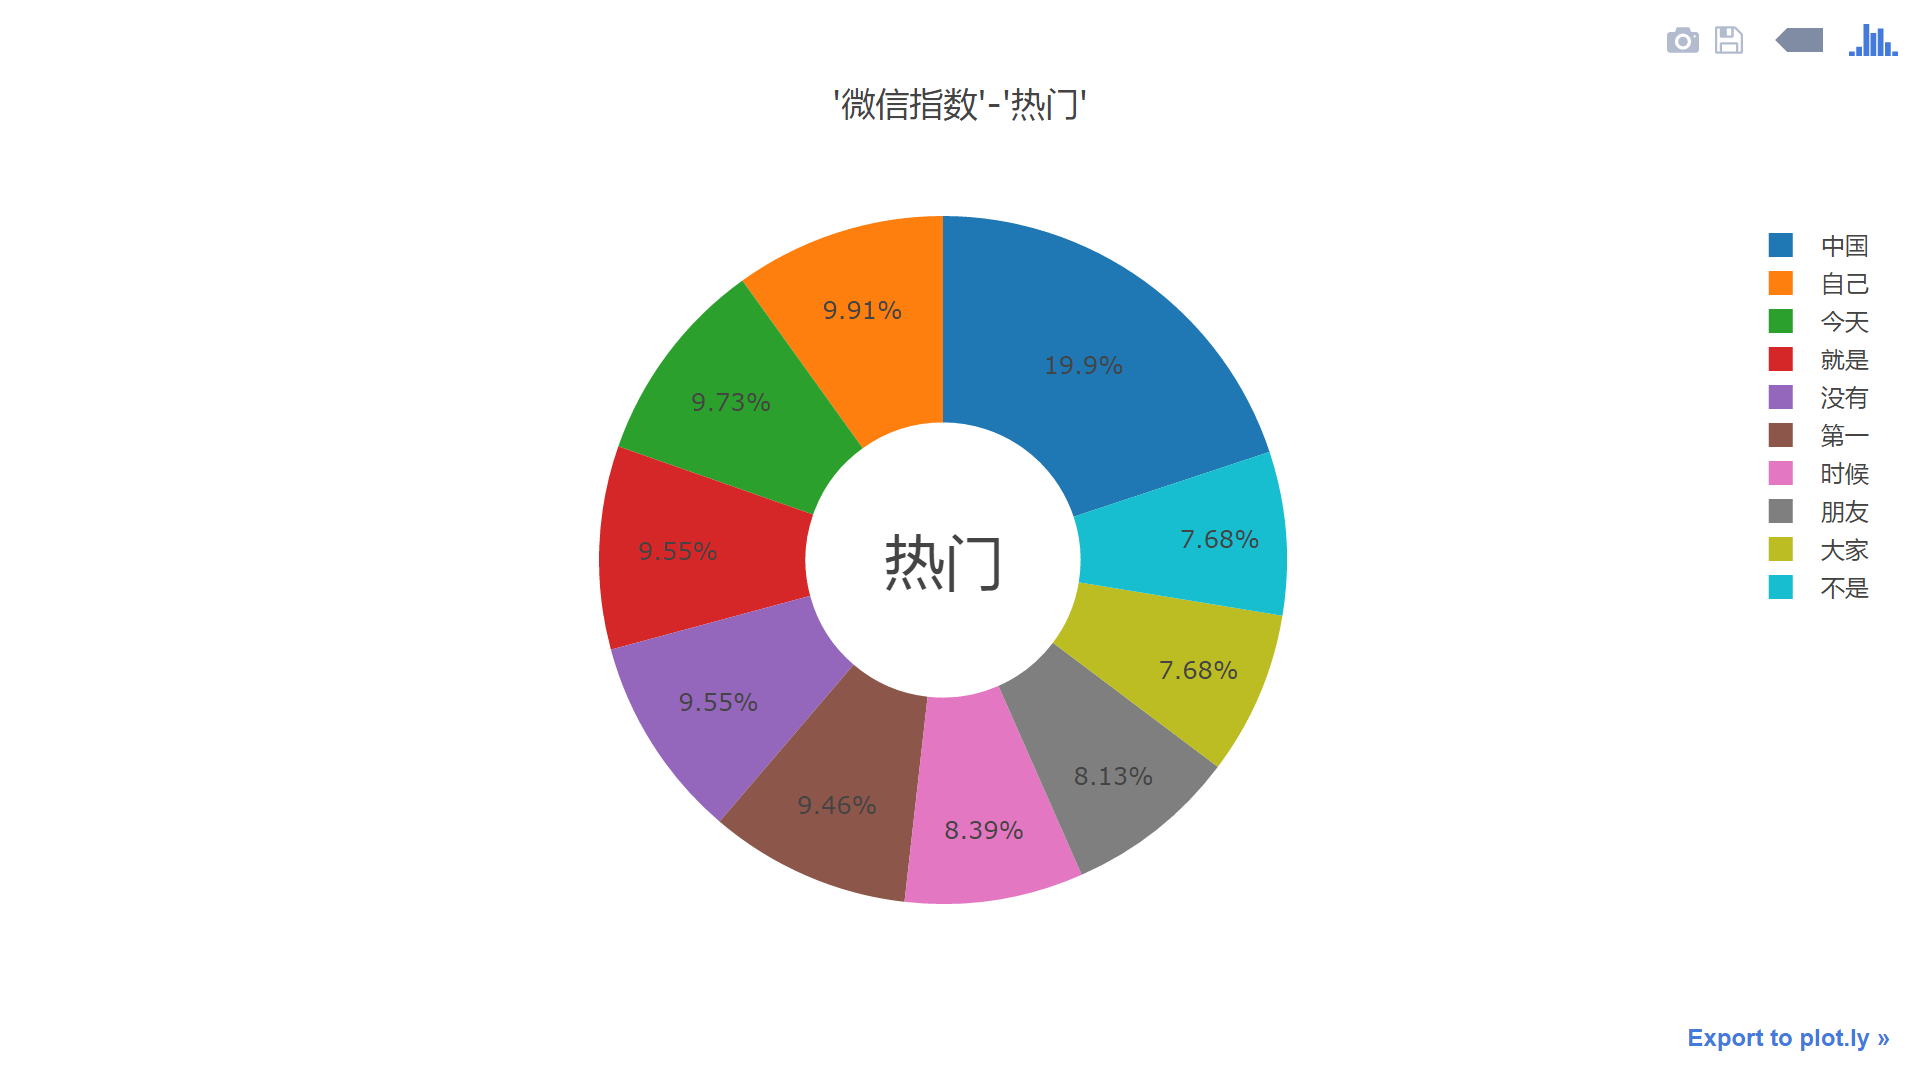 '微信指数'-'热门'
9.91%
19.9%
9.73%
9.55%
7.68%
热门
7.68%
9.55%
8.13%
9.46%
8.39%
中国
自己
今天
就是
没有
第一
时候
朋友
大家
不是
Export to plot.ly »